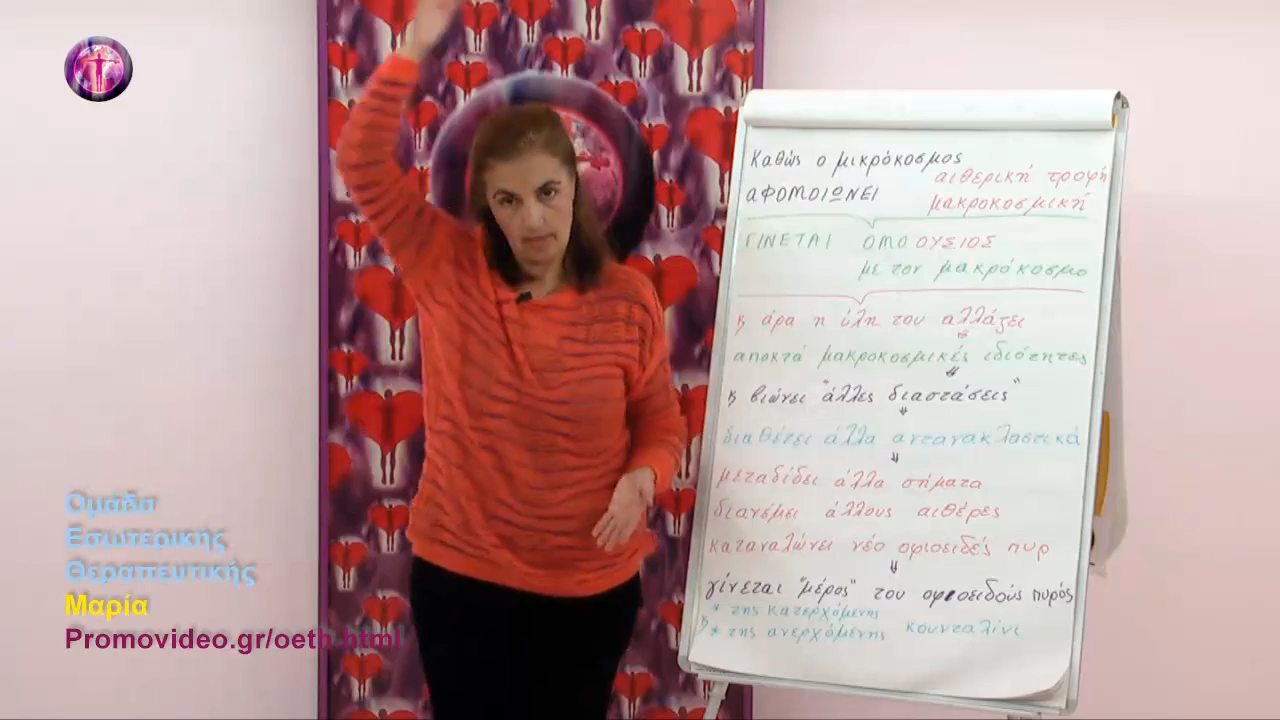 Καθώς ο μικρόκοσμος
ΑΦΟΜΟΙΩΝΕΙ αιθερική τροφή
μακροκοσμική
ΓΙΝΕΤΑΙ ΟΜΟΟΥΣΙΟΣ
με τον μακρόκοσμο
κ άρα η ύλη του αλλάζει
αποκτά μακροκοσμικές ιδιότητες
κ βιώνει "άλλες διαστάσεις"
διαθέτει άλλα αντανακλαστικά
μεταδίδει άλλα σήματα
διανέμει άλλους αιθέρες
καταναλώνει νέο οφιοειδές πυρ
γίνεται "μέρος" του οφιοειδούς πυρός
* της κατερχόμενης
κ
* της ανερχόμενης κουνταλίνι
Ομάδα
Εσωτερικής
Θεραπευτικής
Μαρία
Promovideo.gr/oeth.html